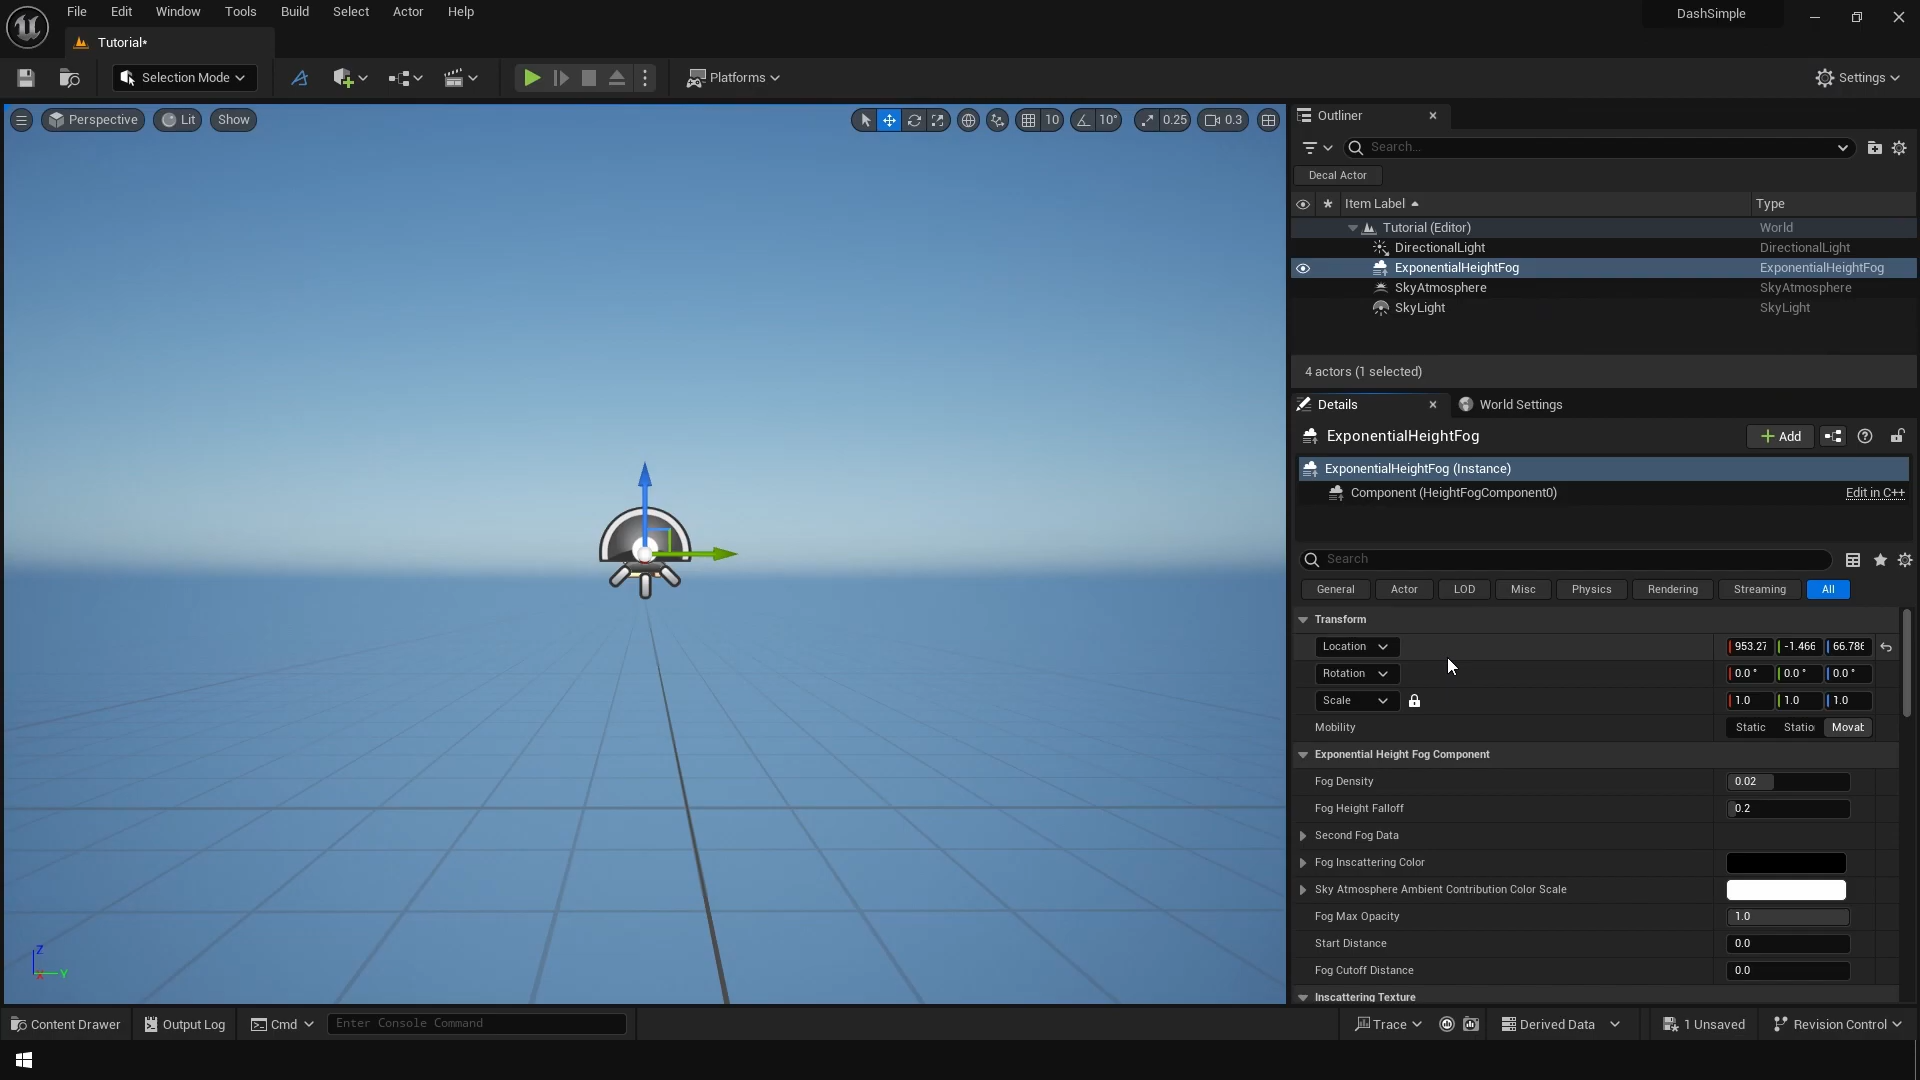 File Edit Window Tools Build Select Actor Help
DashSimple
Tutorial*
Selection Mode
Platforms
Settings
Perspective Lit Show
10 10° 0.25 0.3
Outliner
Search...
Decal Actor
Item Label Type
Tutorial (Editor) World
DirectionalLight DirectionalLight
ExponentialHeightFog ExponentialHeightFog
SkyAtmosphere SkyAtmosphere
SkyLight SkyLight
4 actors (1 selected)
Details World Settings
ExponentialHeightFog Add
ExponentialHeightFog (Instance)
Component (HeightFogComponent0) Edit in C++
Search
General Actor LOD Misc Physics Rendering Streaming All
Transform
Location 953.27 -1.466 66.786
Rotation 0.0 ° 0.0 ° 0.0 °
Scale 1.0 1.0 1.0
Mobility Static Statio Movab
Exponential Height Fog Component
Fog Density 0.02
Fog Height Falloff 0.2
Second Fog Data
Fog Inscattering Color
Sky Atmosphere Ambient Contribution Color Scale
Fog Max Opacity 1.0
Start Distance 0.0
Fog Cutoff Distance 0.0
Inscattering Texture
Z
X Y
Content Drawer Output Log Cmd Enter Console Command Trace Derived Data 1 Unsaved Revision Control